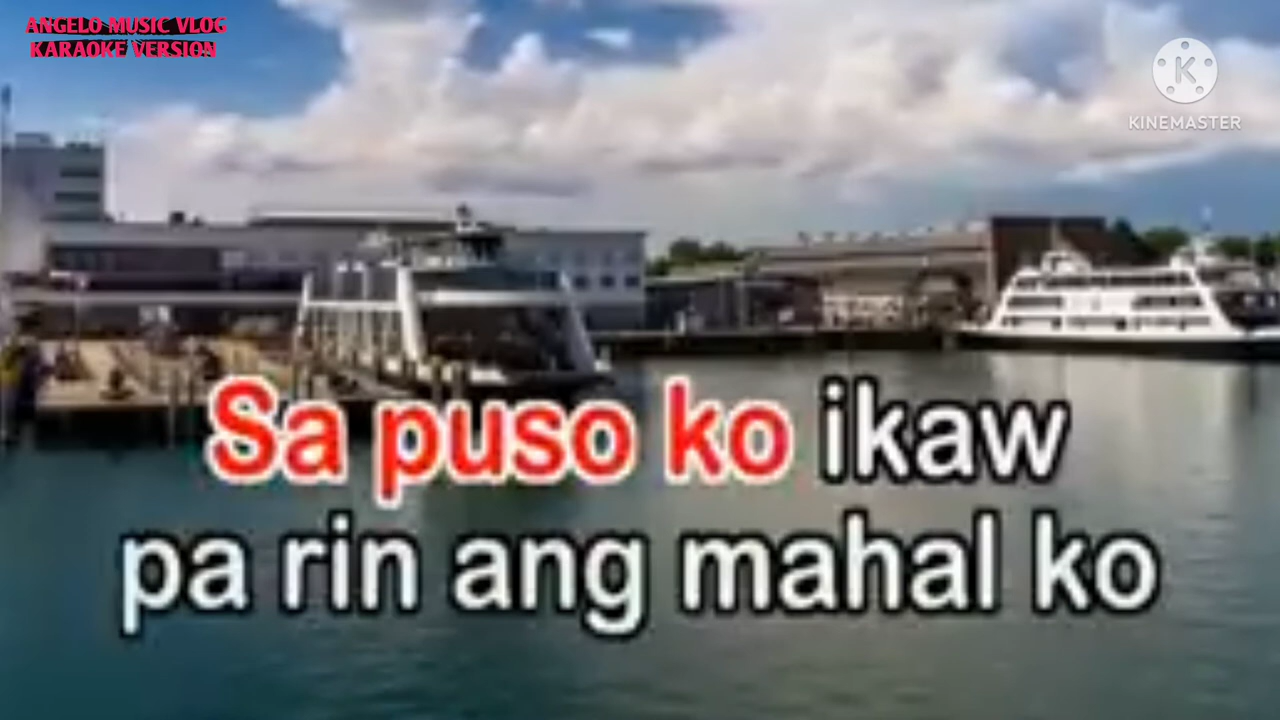 ANGELO MUSIC VLOG
KARAOKE VERSION
K
KINEMASTER
Sa puso ko ikaw
pa rin ang mahal ko